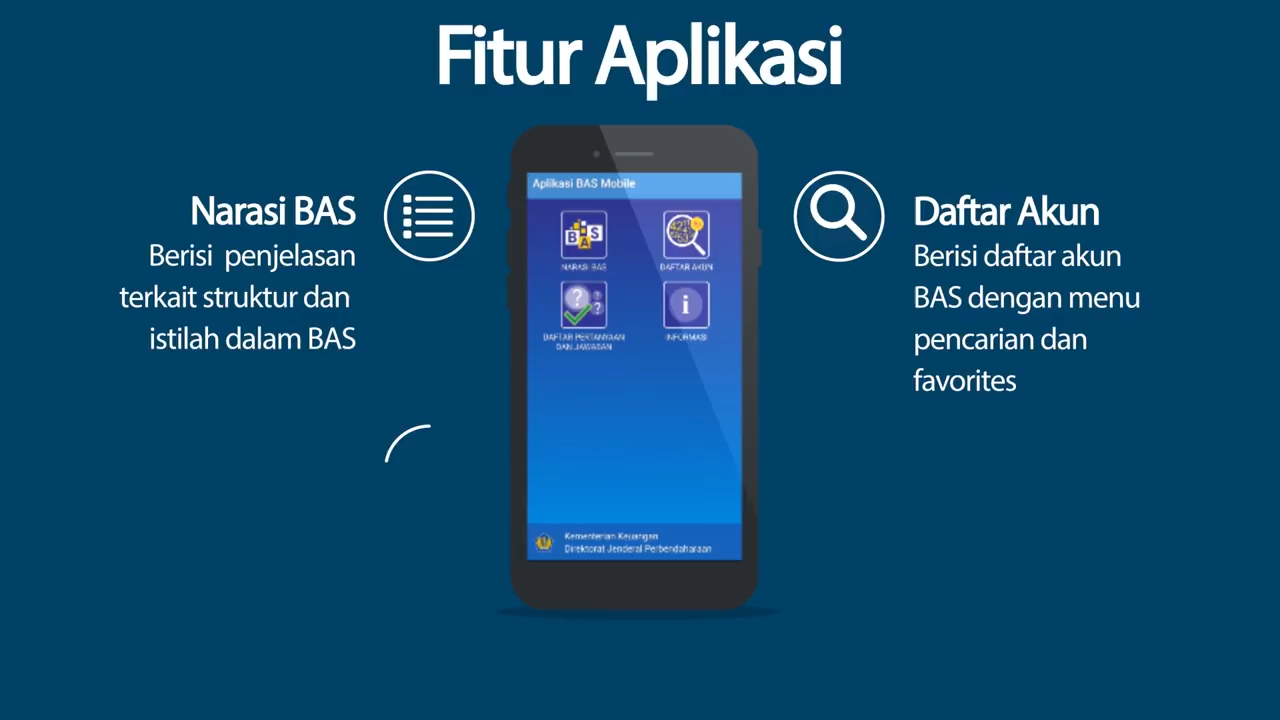 Fitur Aplikasi
Narasi BAS
Berisi penjelasan
terkait struktur dan
istilah dalam BAS
Aplikasi BAS Mobile
BAS
NARASI BAS
DAFTAR AKUN
DAFTAR PERTANYAAN
DAN JAWABAN
INFORMASI
Kementerian Keuangan
Direktorat Jenderal Perbendaharaan
Daftar Akun
Berisi daftar akun
BAS dengan menu
pencarian dan
favorites